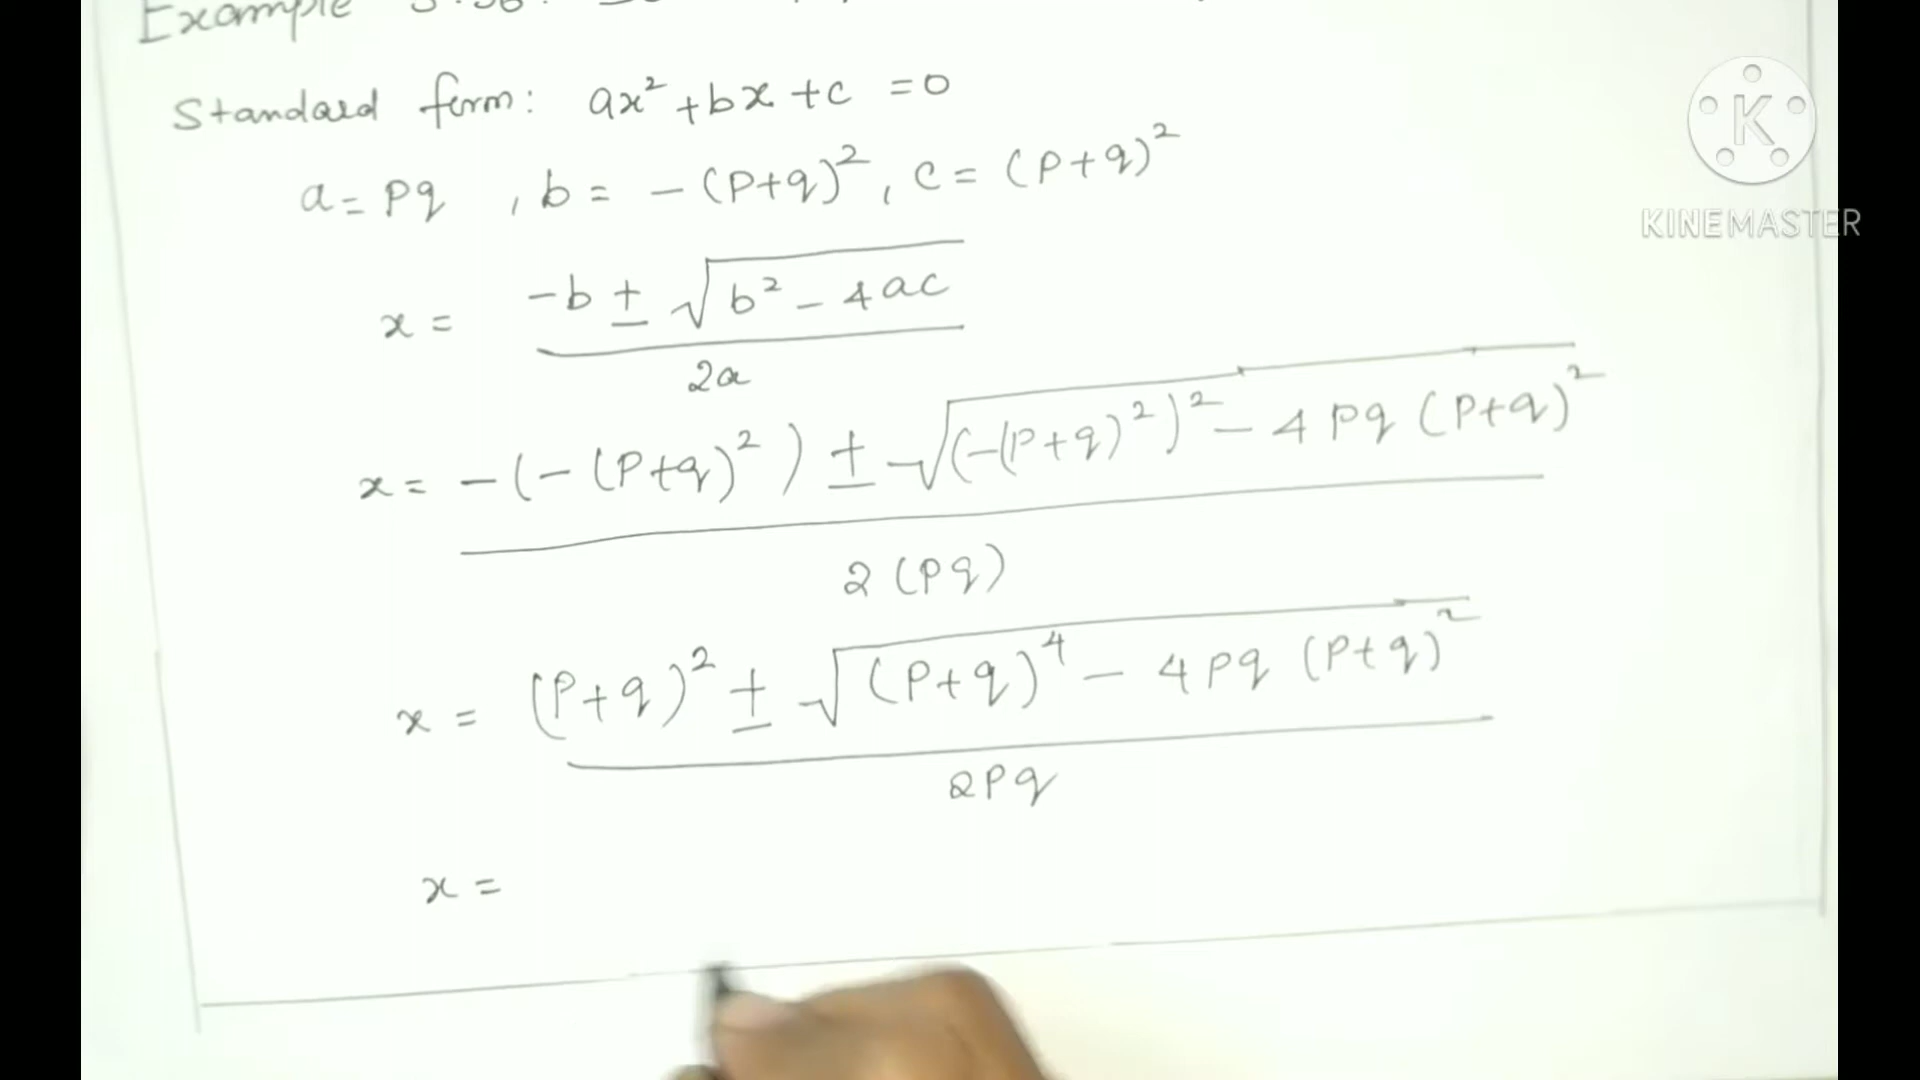 Example
Standard form: ax² + bx + c = 0
a = pq , b = -(p+q)² , c = (p+q)²
x = -b ± √(b² - 4ac)
2a
x = -(-(p+q)²) ± √((-(p+q)²)² - 4pq(p+q)²)
2(pq)
x = (p+q)² ± √((p+q)⁴ - 4pq(p+q)²)
2pq
x =
K
KINEMASTER